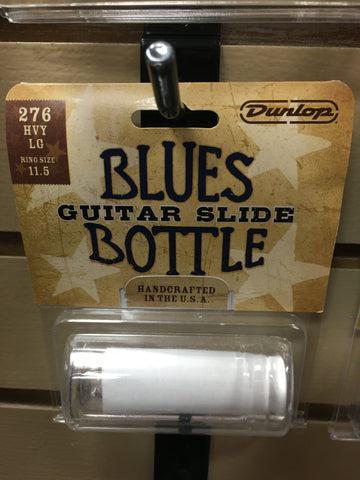 276
HVY
LG
RING SIZE
11.5
Dunlop
BLUES
GUITAR SLIDE
BOTTLE
HANDCRAFTED
IN THE U.S.A.